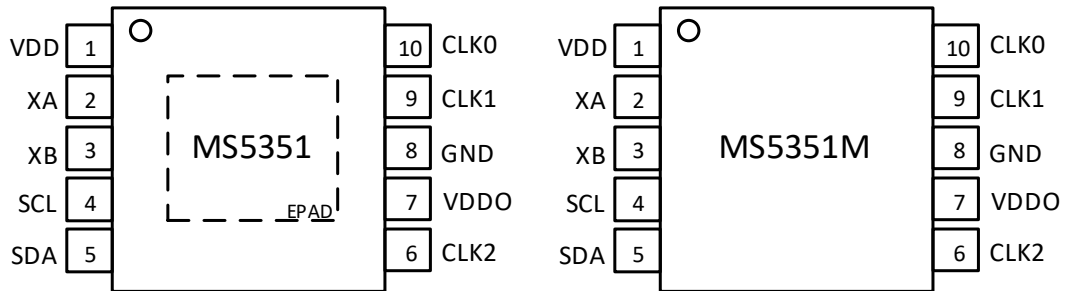 VDD 1 10 CLK0
XA 2 9 CLK1
XB 3 MS5351 8 GND
SCL 4 EPAD 7 VDDO
SDA 5 6 CLK2
VDD 1 10 CLK0
XA 2 9 CLK1
XB 3 MS5351M 8 GND
SCL 4 7 VDDO
SDA 5 6 CLK2